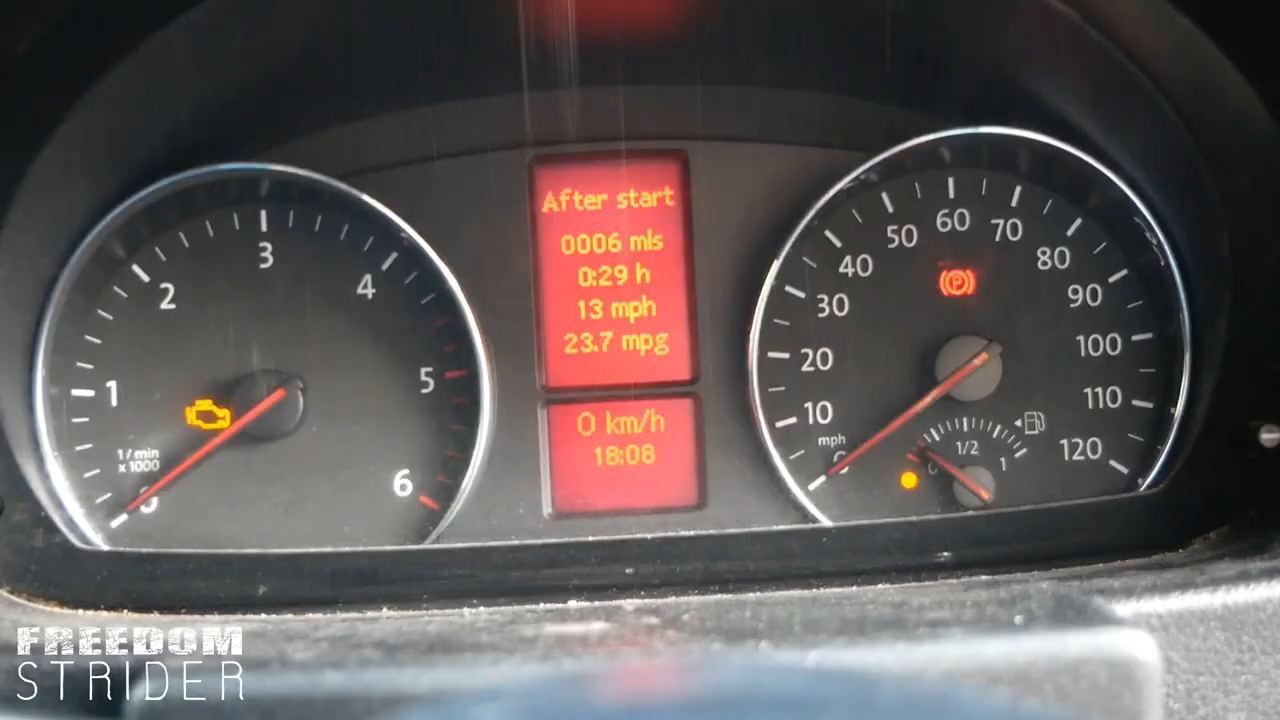 After start
0006 mls
0:29 h
13 mph
23.7 mpg
0 km/h
18:08
1
2
3
4
5
6
1/min
x1000
10
20
30
40
50
60
70
80
90
100
110
120
mph
P
1/2
1
FREEDOM
STRIDER